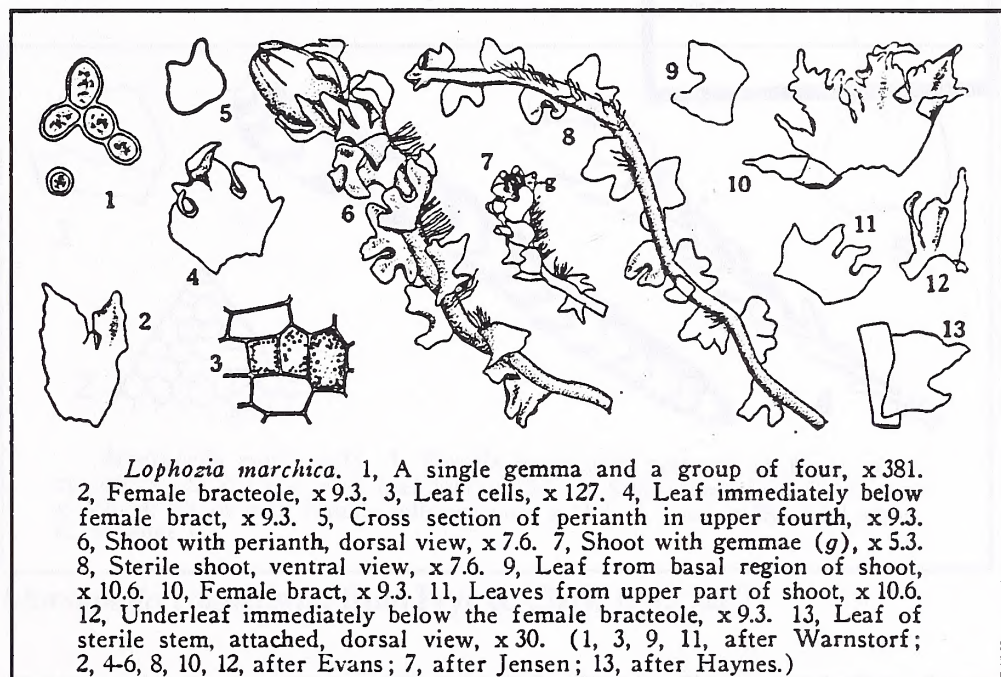 1
2
3
4
5
6
7
g
8
9
10
11
12
13
Lophozia marchica. 1, A single gemma and a group of four, x 381.
2, Female bracteole, x 9.3. 3, Leaf cells, x 127. 4, Leaf immediately below
female bract, x 9.3. 5, Cross section of perianth in upper fourth, x 9.3.
6, Shoot with perianth, dorsal view, x 7.6. 7, Shoot with gemmae (g), x 5.3.
8, Sterile shoot, ventral view, x 7.6. 9, Leaf from basal region of shoot,
x 10.6. 10, Female bract, x 9.3. 11, Leaves from upper part of shoot, x 10.6.
12, Underleaf immediately below the female bracteole, x 9.3. 13, Leaf of
sterile stem, attached, dorsal view, x 30. (1, 3, 9, 11, after Warnstorf;
2, 4-6, 8, 10, 12, after Evans; 7, after Jensen; 13, after Haynes.)